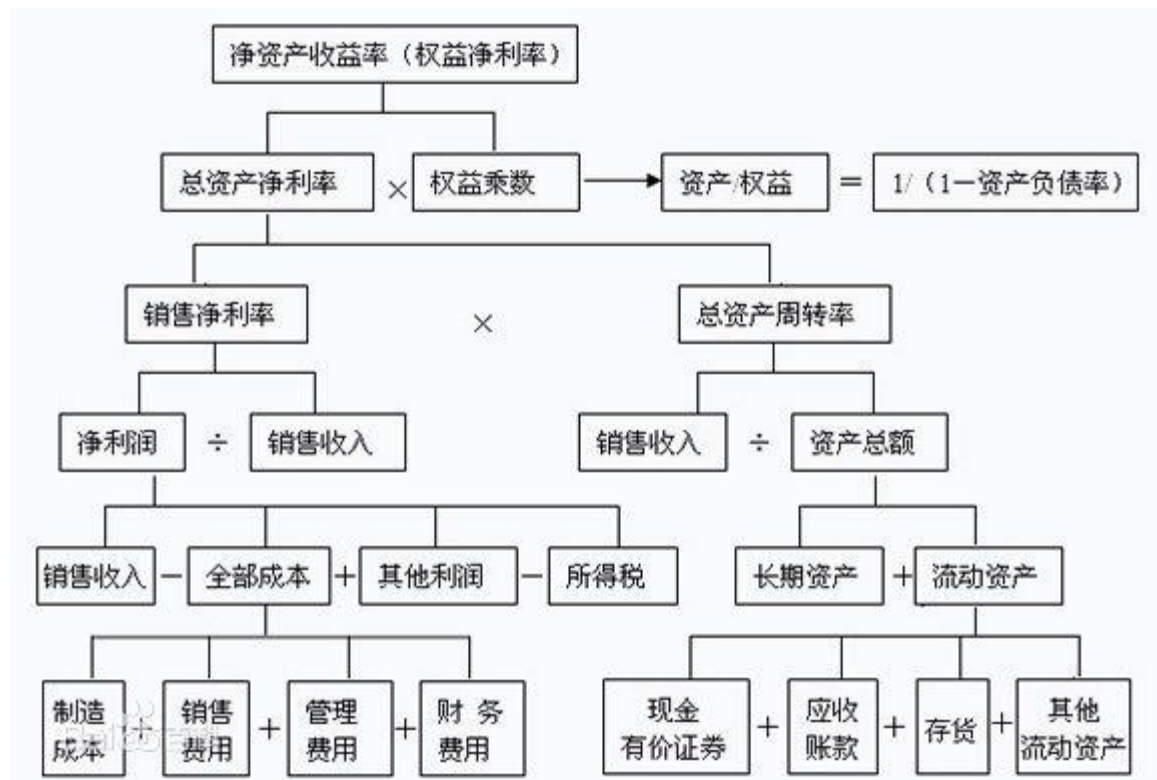 净资产收益率（权益净利率）
总资产净利率 × 权益乘数 资产/权益 = 1/（1一资产负债率）
销售净利率 × 总资产周转率
净利润 ÷ 销售收入 销售收入 ÷ 资产总额
销售收入 − 全部成本 + 其他利润 − 所得税 长期资产 + 流动资产
制造 销售 管理 财 务 现金 应收 其他
+ + + + + 存货 +
成本 费用 费用 费用 有价证券 账款 流动资产